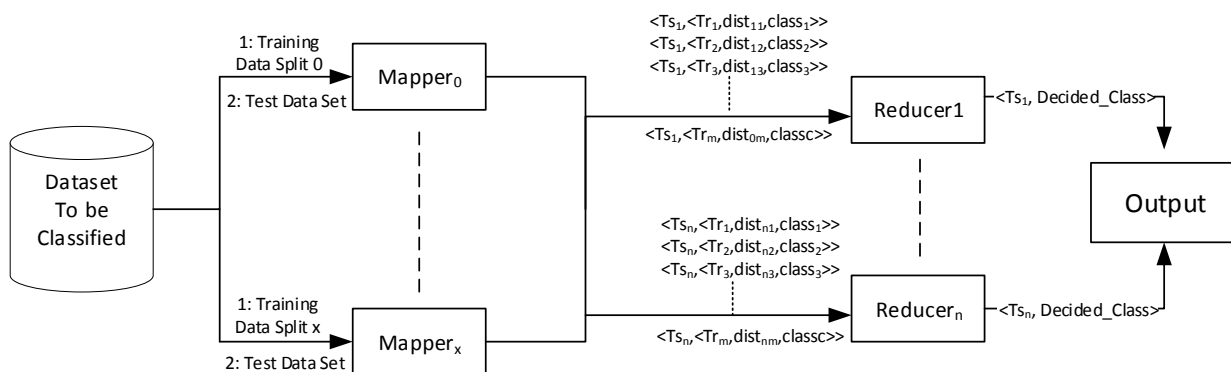 Dataset
To be
Classified
1: Training
Data Split 0
2: Test Data Set
Mapper₀
1: Training
Data Split x
2: Test Data Set
Mapperₓ
<Ts₁,<Tr₁,dist₁₁,class₁>>
<Ts₁,<Tr₂,dist₁₂,class₂>>
<Ts₁,<Tr₃,dist₁₃,class₃>>
<Ts₁,<Trₘ,dist₀ₘ,classc>>
Reducer1
<Ts₁, Decided_Class>
<Tsₙ,<Tr₁,distₙ₁,class₁>>
<Tsₙ,<Tr₂,distₙ₂,class₂>>
<Tsₙ,<Tr₃,distₙ₃,class₃>>
<Tsₙ,<Trₘ,distₙₘ,classc>>
Reducerₙ
<Tsₙ, Decided_Class>
Output